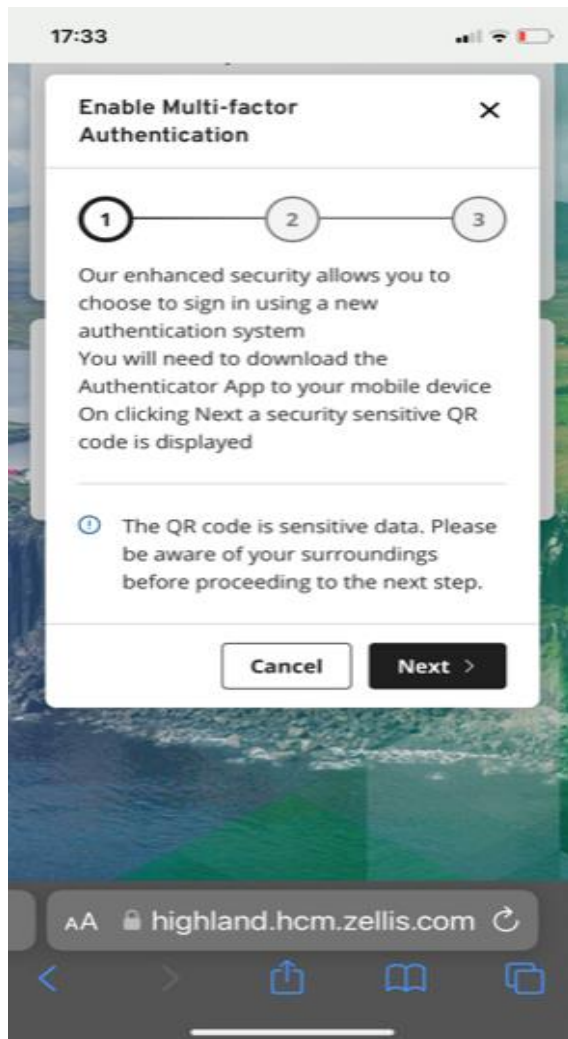 17:33
Enable Multi-factor
Authentication
1
2
3
Our enhanced security allows you to
choose to sign in using a new
authentication system
You will need to download the
Authenticator App to your mobile device
On clicking Next a security sensitive QR
code is displayed
The QR code is sensitive data. Please
be aware of your surroundings
before proceeding to the next step.
Cancel
Next >
AA highland.hcm.zellis.com